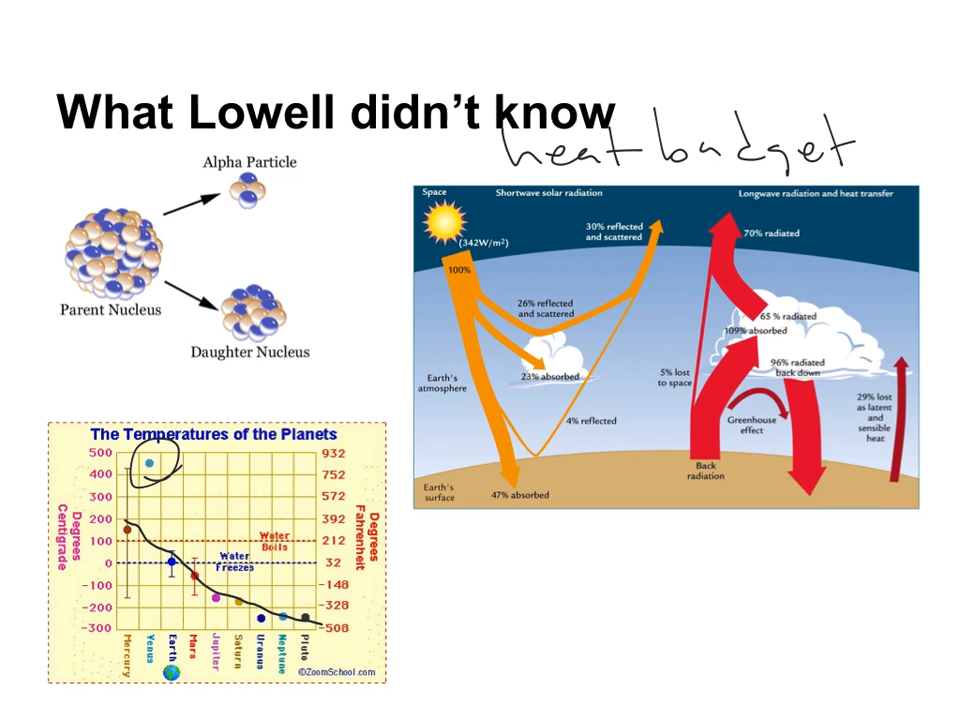 What Lowell didn't know
heat budget
Alpha Particle
Parent Nucleus
Daughter Nucleus
Space
Shortwave solar radiation
Longwave radiation and heat transfer
(342W/m²)
100%
30% reflected
and scattered
70% radiated
26% reflected
and scattered
65 % radiated
109% absorbed
23% absorbed
96% radiated
back down
Earth's
atmosphere
5% lost
to space
4% reflected
Greenhouse
effect
29% lost
as latent
and
sensible
heat
Back
radiation
Earth's
surface
47% absorbed
The Temperatures of the Planets
Degrees
Centigrade
500
400
300
200
100
0
-100
-200
-300
Water
Boils
Water
Freezes
932
752
572
392
212
32
-148
-328
-508
Degrees
Fahrenheit
Mercury
Venus
Earth
Mars
Jupiter
Saturn
Uranus
Neptune
Pluto
©ZoomSchool.com